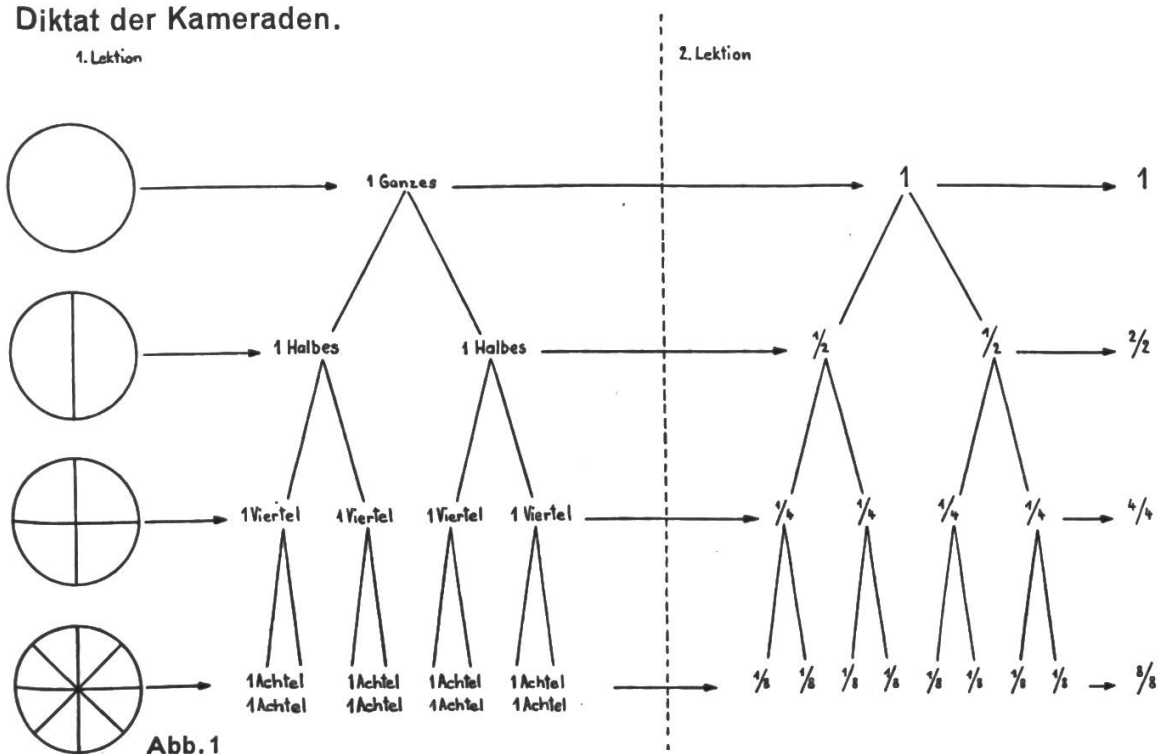 Diktat der Kameraden.
1. Lektion
2. Lektion
1 Ganzes 1 1
1 Halbes 1 Halbes 1/2 1/2 2/2
1 Viertel 1 Viertel 1 Viertel 1 Viertel 1/4 1/4 1/4 1/4 4/4
1 Achtel 1 Achtel 1 Achtel 1 Achtel 1/8 1/8 1/8 1/8 1/8 1/8 1/8 1/8 8/8
1 Achtel 1 Achtel 1 Achtel 1 Achtel
Abb. 1